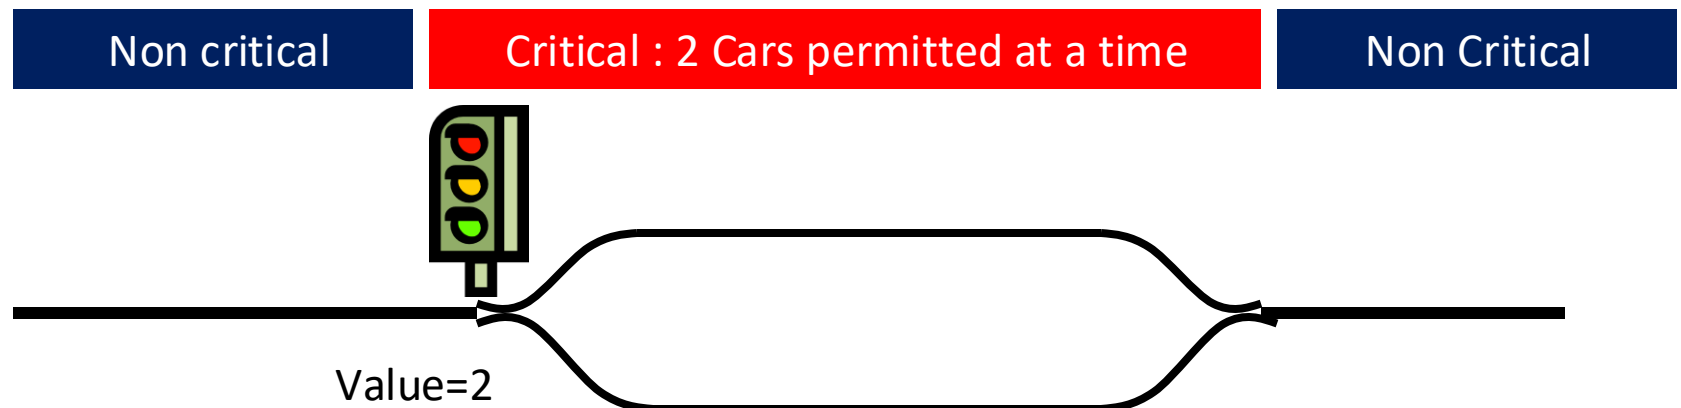 Non critical
Critical : 2 Cars permitted at a time
Non Critical
Value=2